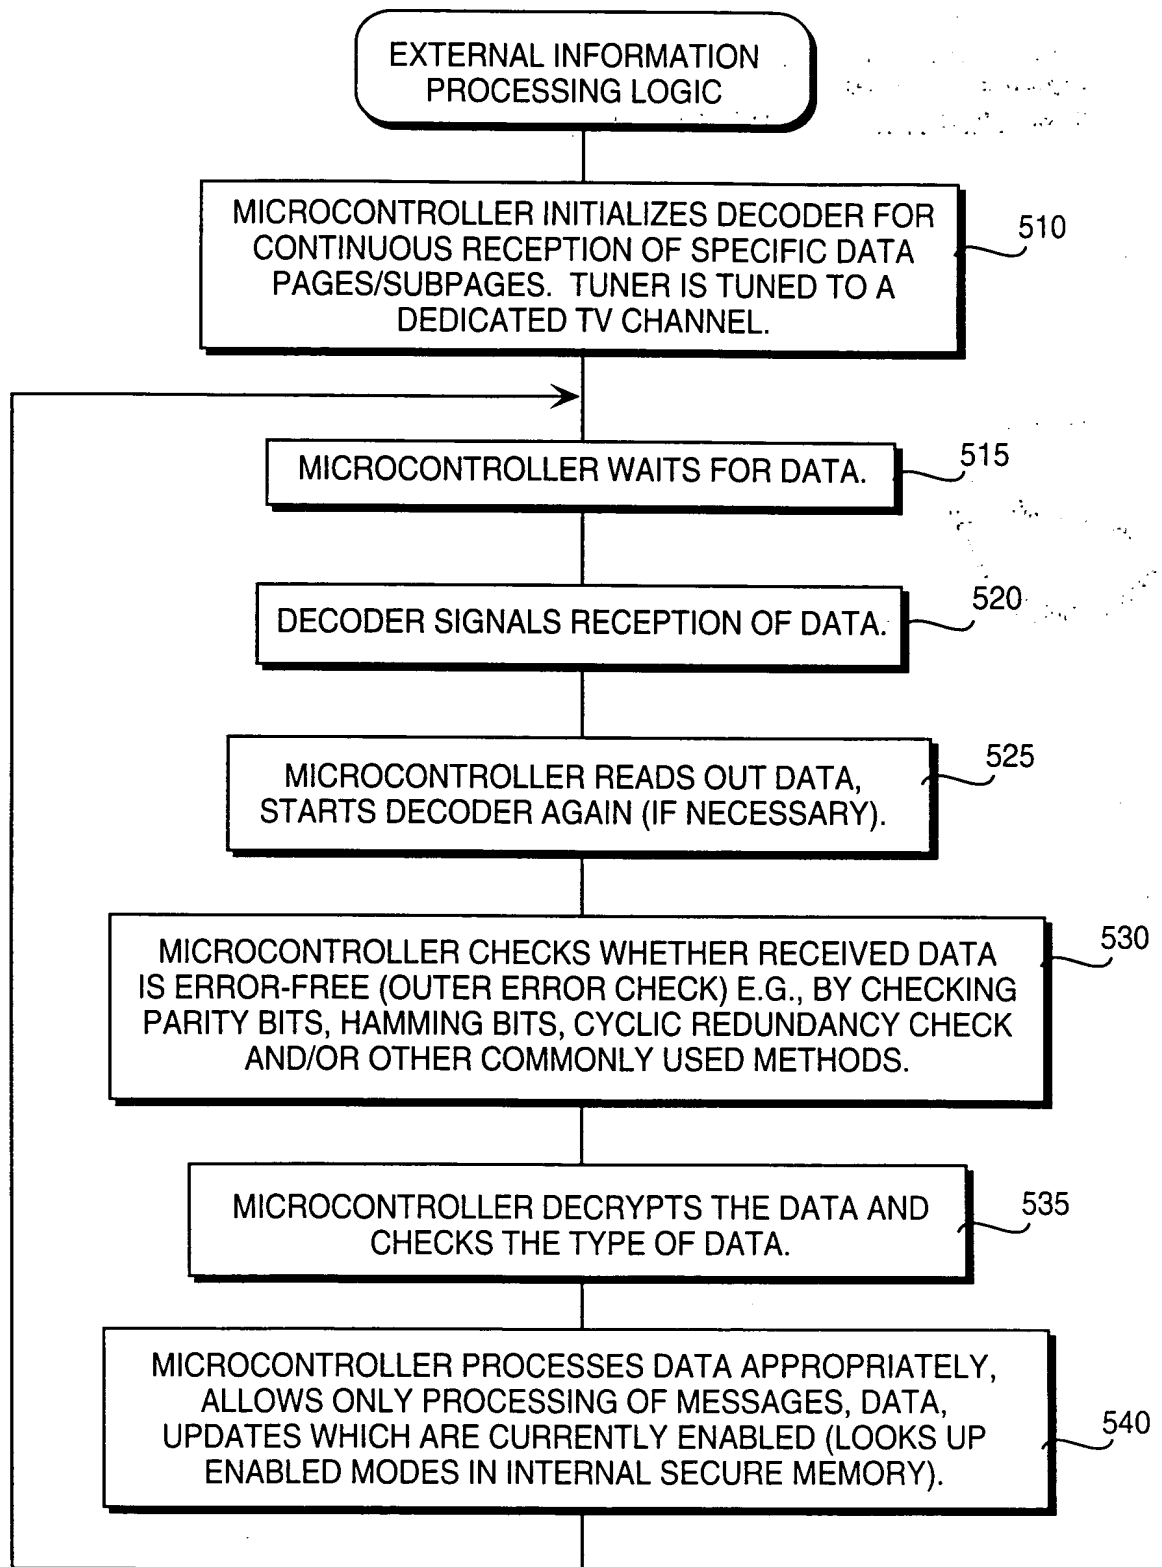 EXTERNAL INFORMATION
PROCESSING LOGIC
MICROCONTROLLER INITIALIZES DECODER FOR
CONTINUOUS RECEPTION OF SPECIFIC DATA
PAGES/SUBPAGES. TUNER IS TUNED TO A
DEDICATED TV CHANNEL.
510
MICROCONTROLLER WAITS FOR DATA.
515
DECODER SIGNALS RECEPTION OF DATA.
520
MICROCONTROLLER READS OUT DATA,
STARTS DECODER AGAIN (IF NECESSARY).
525
MICROCONTROLLER CHECKS WHETHER RECEIVED DATA
IS ERROR-FREE (OUTER ERROR CHECK) E.G., BY CHECKING
PARITY BITS, HAMMING BITS, CYCLIC REDUNDANCY CHECK
AND/OR OTHER COMMONLY USED METHODS.
530
MICROCONTROLLER DECRYPTS THE DATA AND
CHECKS THE TYPE OF DATA.
535
MICROCONTROLLER PROCESSES DATA APPROPRIATELY,
ALLOWS ONLY PROCESSING OF MESSAGES, DATA,
UPDATES WHICH ARE CURRENTLY ENABLED (LOOKS UP
ENABLED MODES IN INTERNAL SECURE MEMORY).
540